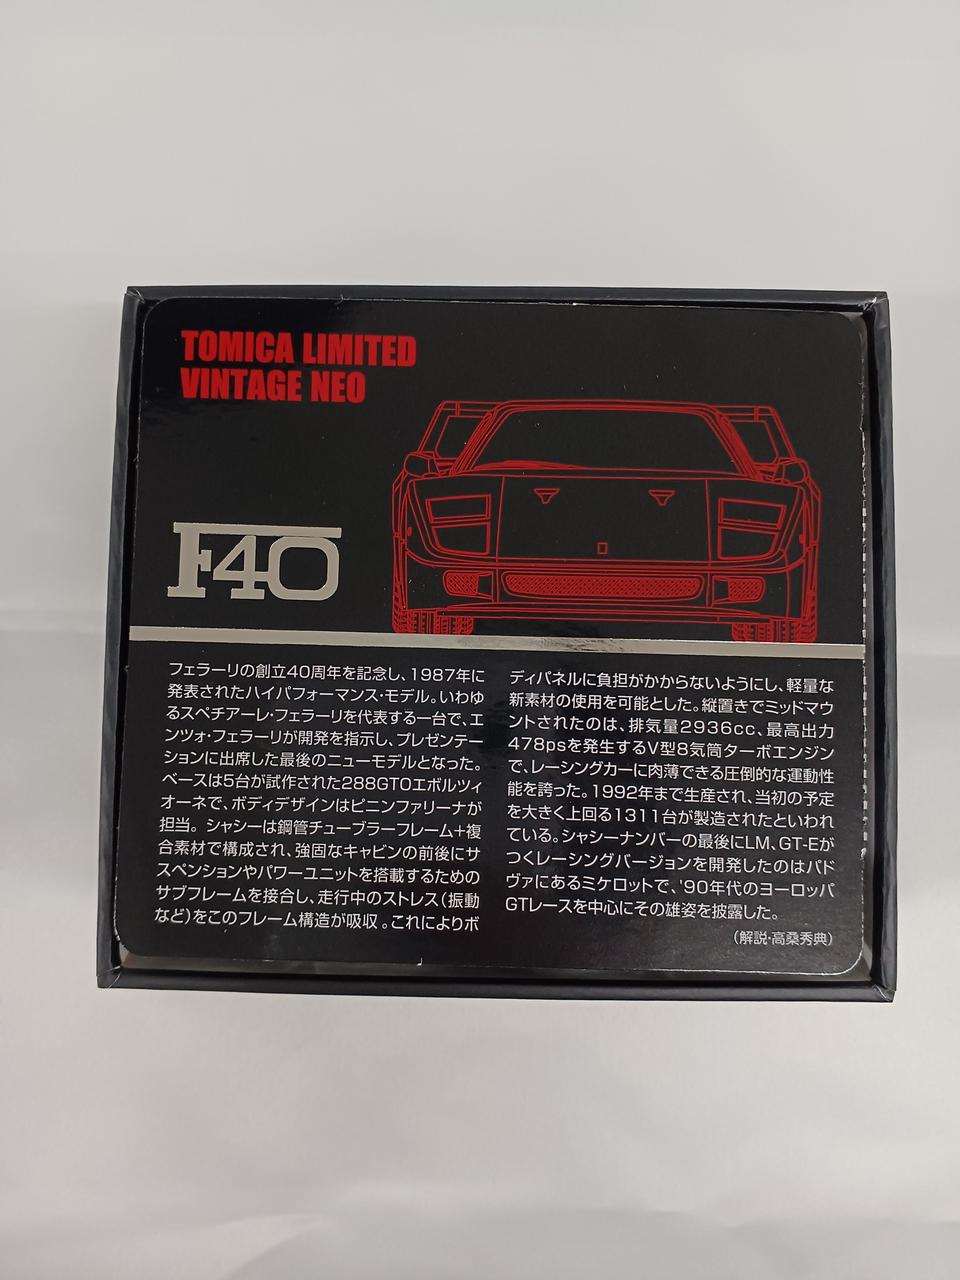 TOMICA LIMITED
VINTAGE NEO
F40
フェラーリの創立40周年を記念し、1987年に
発表されたハイパフォーマンス・モデル。いわゆ
るスペチアーレ・フェラーリを代表する一台で、エ
ンツォ・フェラーリが開発を指示し、プレゼンテー
ションに出席した最後のニューモデルとなった。
ベースは5台が試作された288GTOエボルツィ
オーネで、ボディデザインはピニンファリーナが
担当。シャシーは鋼管チューブラーフレーム+複
合素材で構成され、強固なキャビンの前後にサ
スペンションやパワーユニットを搭載するための
サブフレームを接合し、走行中のストレス(振動
など)をこのフレーム構造が吸収。これによりボ
ディパネルに負担がかからないようにし、軽量な
新素材の使用を可能とした。縦置きでミッドマウ
ントされたのは、排気量2936cc、最高出力
478psを発生するV型8気筒ターボエンジン
で、レーシングカーに肉薄できる圧倒的な運動性
能を誇った。1992年まで生産され、当初の予定
を大きく上回る1311台が製造されたといわれ
ている。シャシーナンバーの最後にLM、GT-Eが
つくレーシングバージョンを開発したのはパド
ヴァにあるミケロットで、'90年代のヨーロッパ
GTレースを中心にその雄姿を披露した。
(解説・高桑秀典)